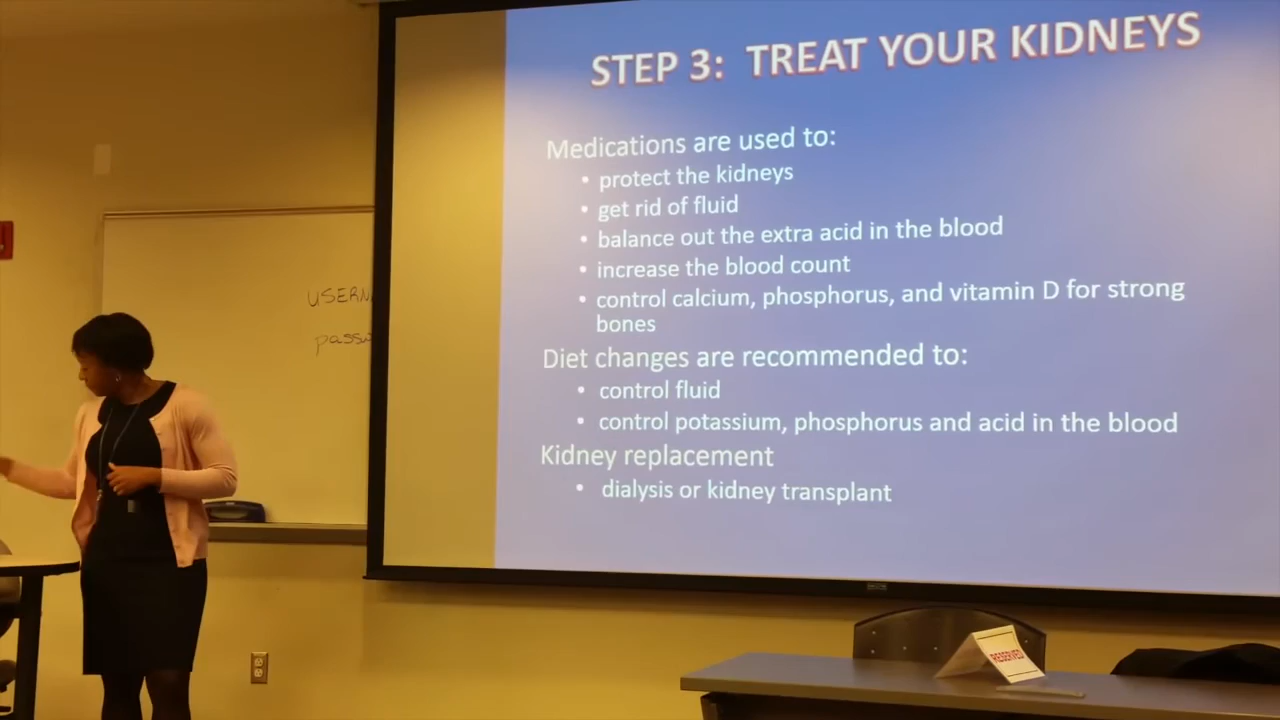 STEP 3: TREAT YOUR KIDNEYS
Medications are used to:
• protect the kidneys
• get rid of fluid
• balance out the extra acid in the blood
• increase the blood count
• control calcium, phosphorus, and vitamin D for strong
bones
Diet changes are recommended to:
• control fluid
• control potassium, phosphorus and acid in the blood
Kidney replacement
• dialysis or kidney transplant
USERN
passw
RESERVED